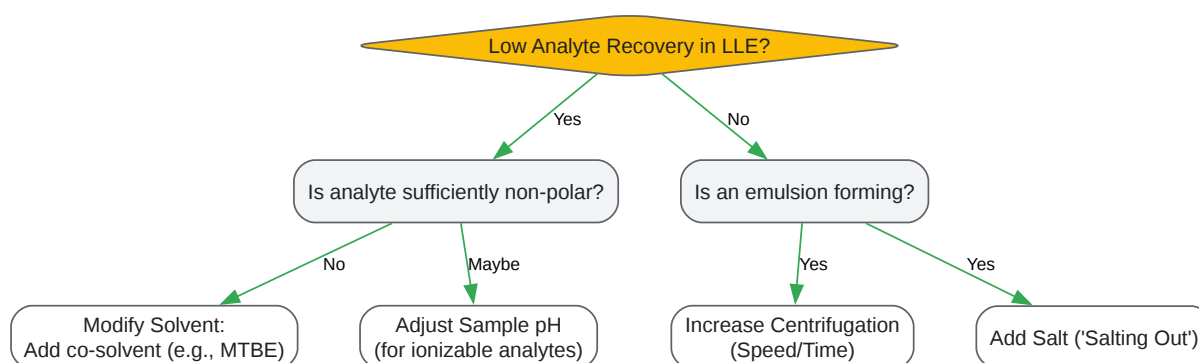 Low Analyte Recovery in LLE?
Yes
No
Is analyte sufficiently non-polar?
Is an emulsion forming?
No
Maybe
Yes
Yes
Modify Solvent:
Add co-solvent (e.g., MTBE)
Adjust Sample pH
(for ionizable analytes)
Increase Centrifugation
(Speed/Time)
Add Salt ('Salting Out')